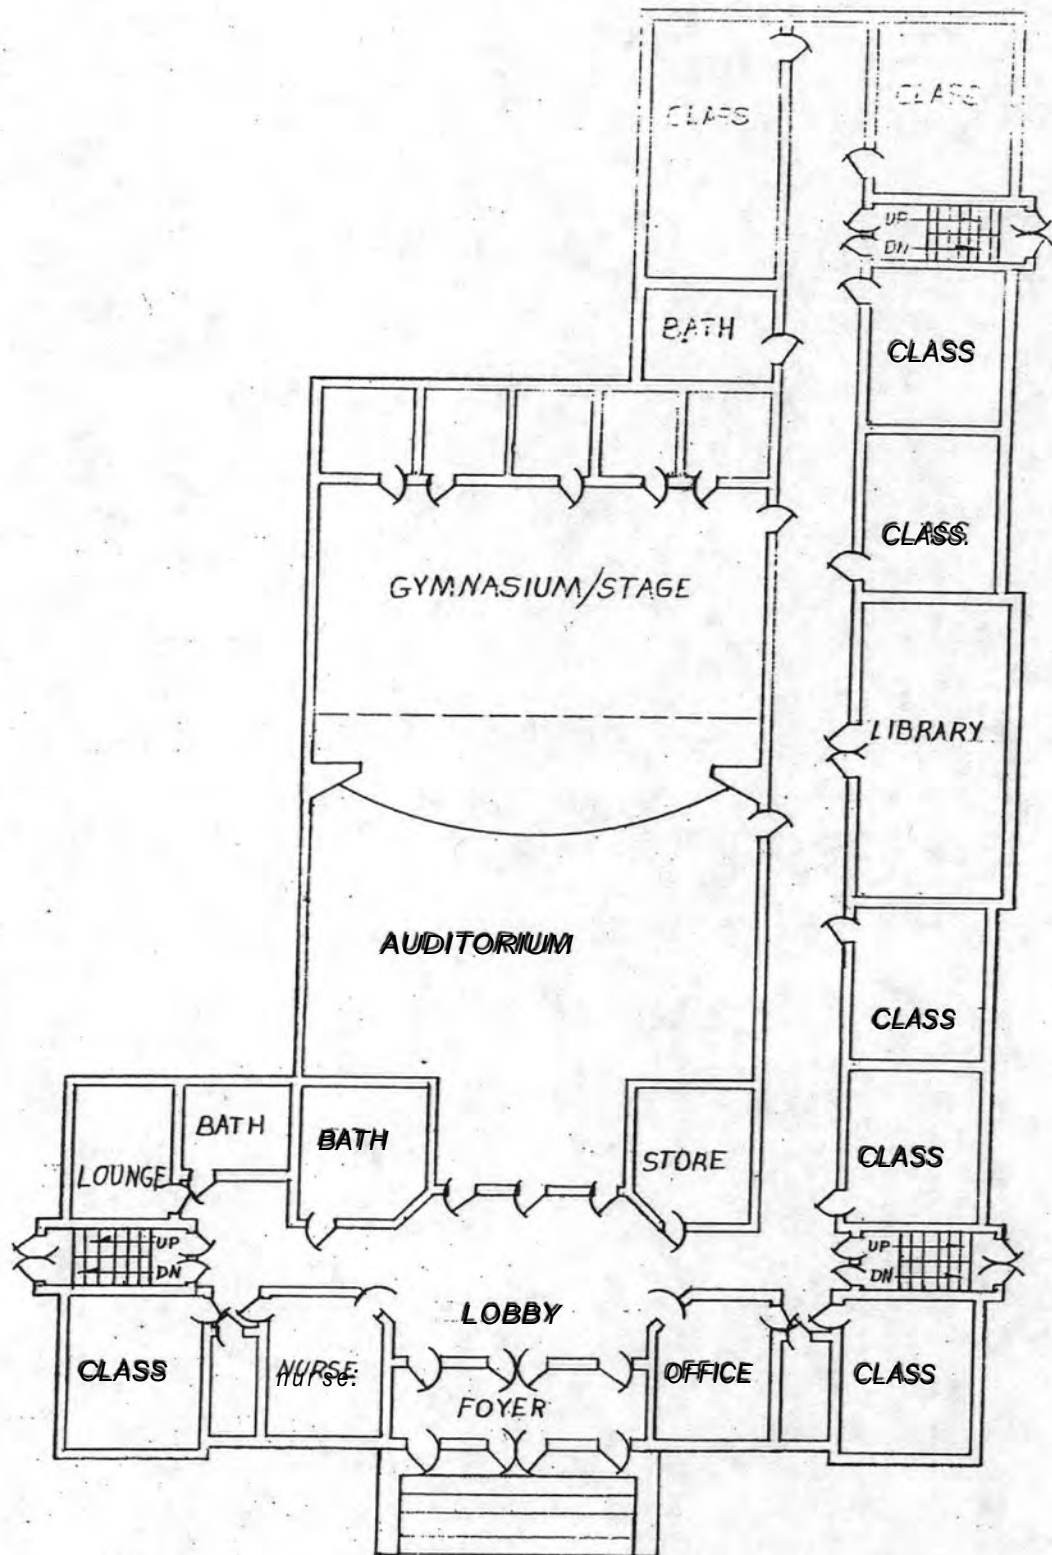 CLASS
CLASS
UP
DN
BATH
CLASS
CLASS.
GYMNASIUM/STAGE
LIBRARY
AUDITORIUM
CLASS
BATH
BATH
LOUNGE
STORE
CLASS
UP
DN
UP
DN
LOBBY
CLASS
NURSE
nurse.
OFFICE
CLASS
FOYER